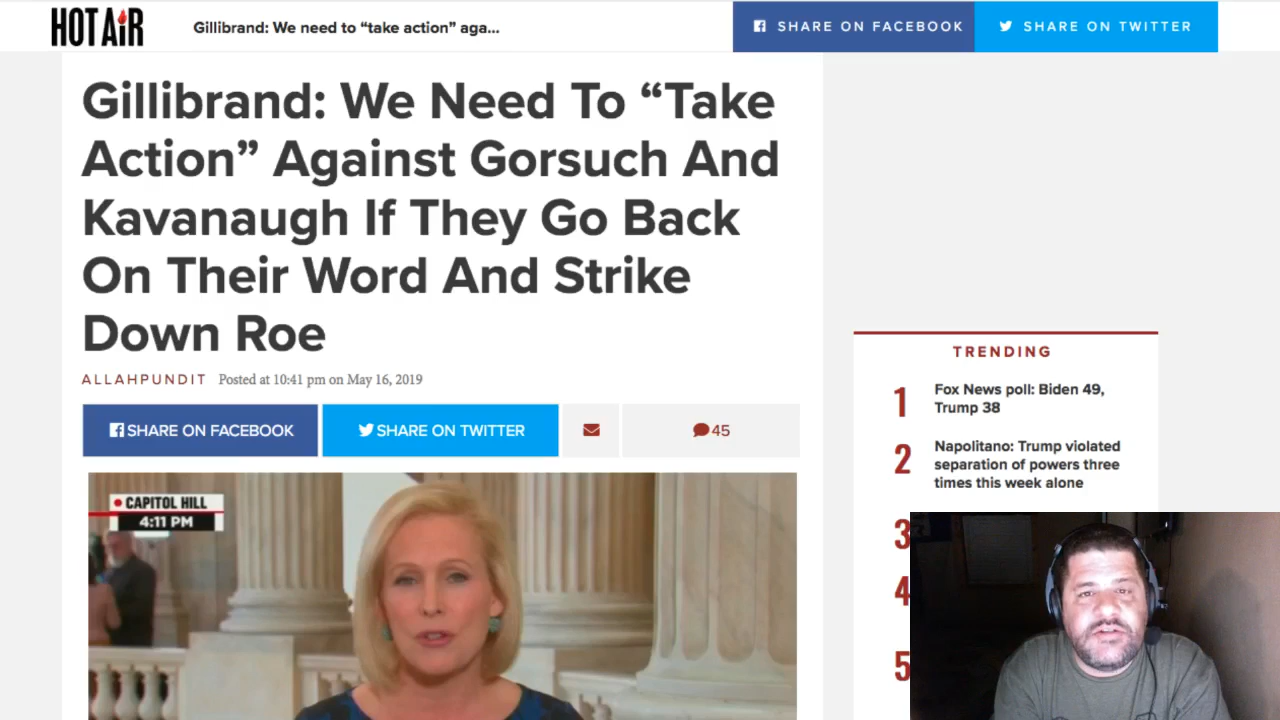 HOT AiR
Gillibrand: We need to “take action” aga...
SHARE ON FACEBOOK
SHARE ON TWITTER
Gillibrand: We Need To “Take
Action” Against Gorsuch And
Kavanaugh If They Go Back
On Their Word And Strike
Down Roe
ALLAHPUNDIT Posted at 10:41 pm on May 16, 2019
SHARE ON FACEBOOK
SHARE ON TWITTER
45
CAPITOL HILL
4:11 PM
TRENDING
1 Fox News poll: Biden 49,
Trump 38
2 Napolitano: Trump violated
separation of powers three
times this week alone
3
4
5